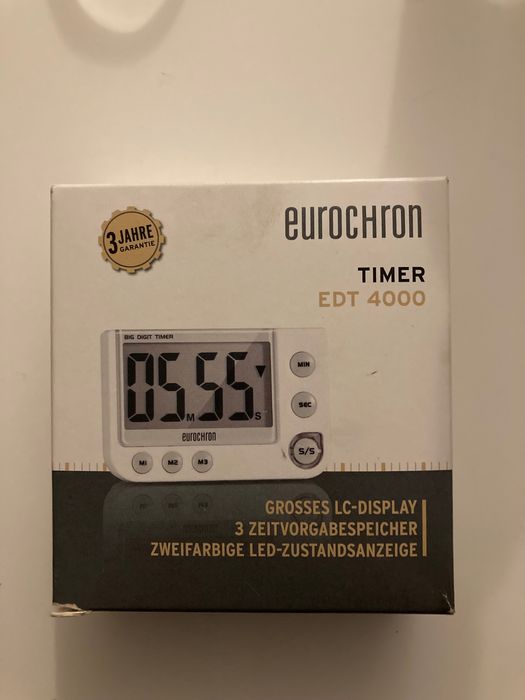 3 JAHRE
GARANTIE
eurochron
TIMER
EDT 4000
BIG DIGIT TIMER
05 M 55 S
eurochron
MIN
SEC
S/S
M1
M2
M3
GROSSES LC-DISPLAY
3 ZEITVORGABESPEICHER
ZWEIFARBIGE LED-ZUSTANDSANZEIGE